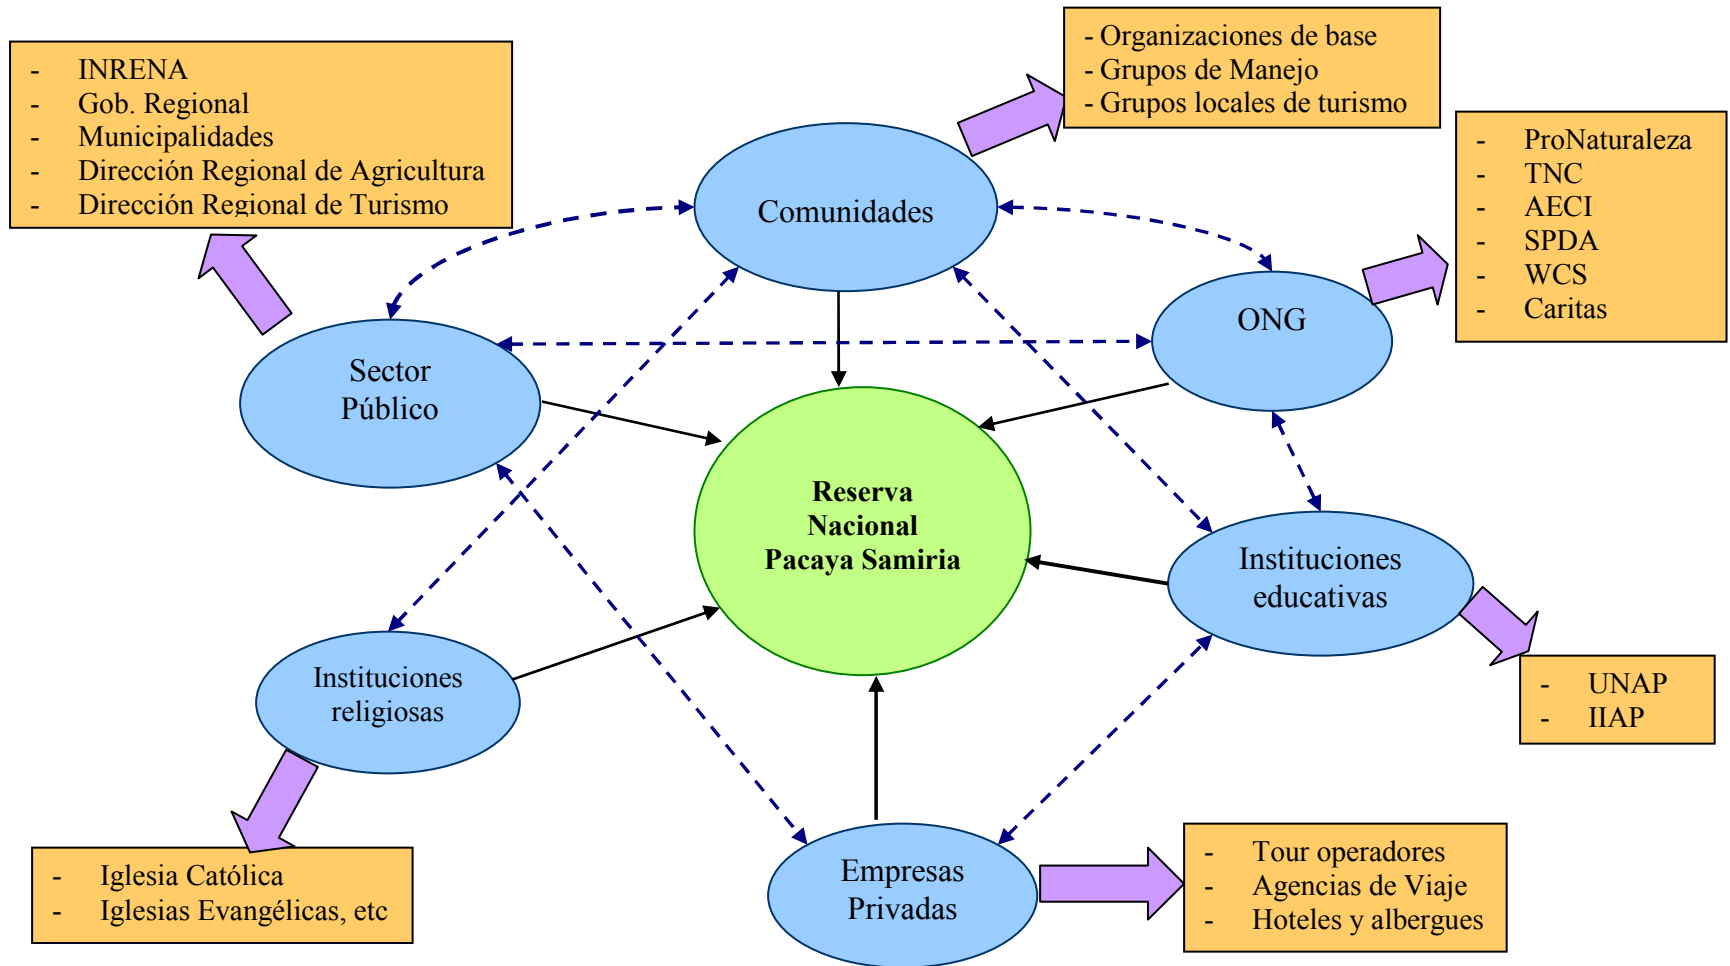 - INRENA
- Gob. Regional
- Municipalidades
- Dirección Regional de Agricultura
- Dirección Regional de Turismo
- Organizaciones de base
- Grupos de Manejo
- Grupos locales de turismo
- ProNaturaleza
- TNC
- AECI
- SPDA
- WCS
- Caritas
Comunidades
ONG
Sector
Público
Reserva
Nacional
Pacaya Samiria
Instituciones
educativas
Instituciones
religiosas
- UNAP
- IIAP
Empresas
Privadas
- Tour operadores
- Agencias de Viaje
- Hoteles y albergues
- Iglesia Católica
- Iglesias Evangélicas, etc